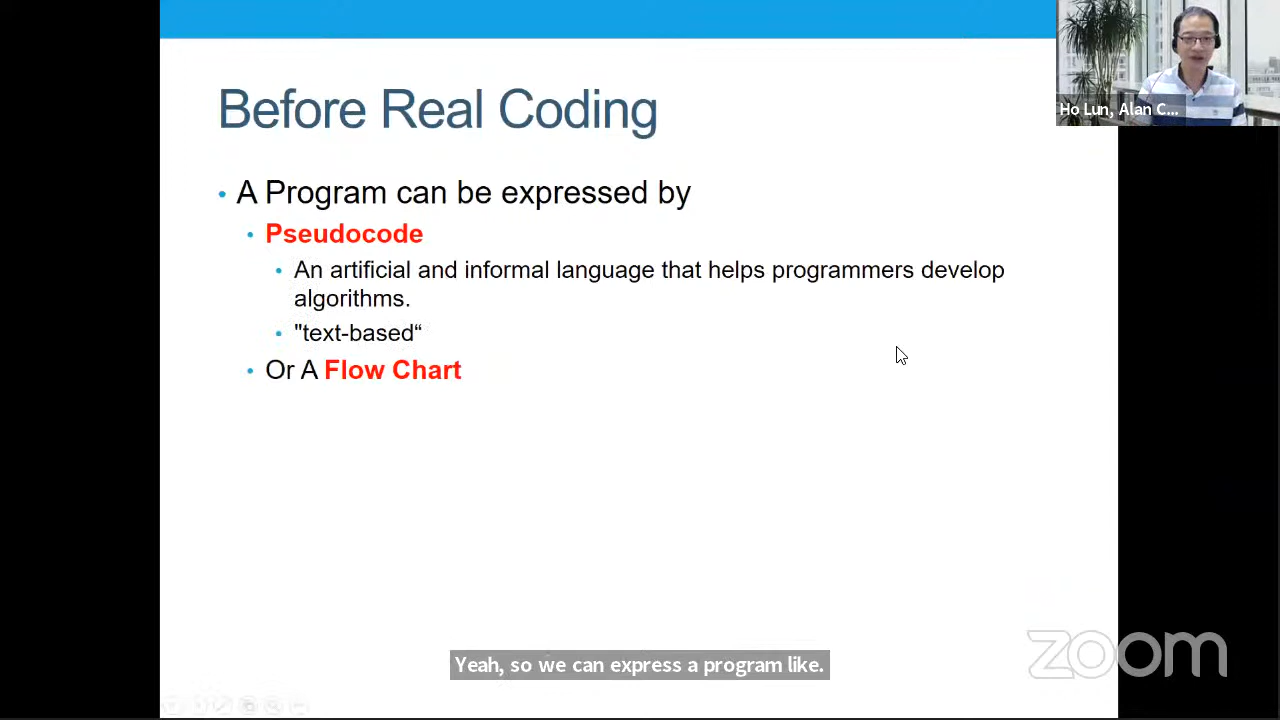 Before Real Coding
Ho Lun, Alan C...
A Program can be expressed by
Pseudocode
An artificial and informal language that helps programmers develop
algorithms.
"text-based“
Or A Flow Chart
Yeah, so we can express a program like.
zoom